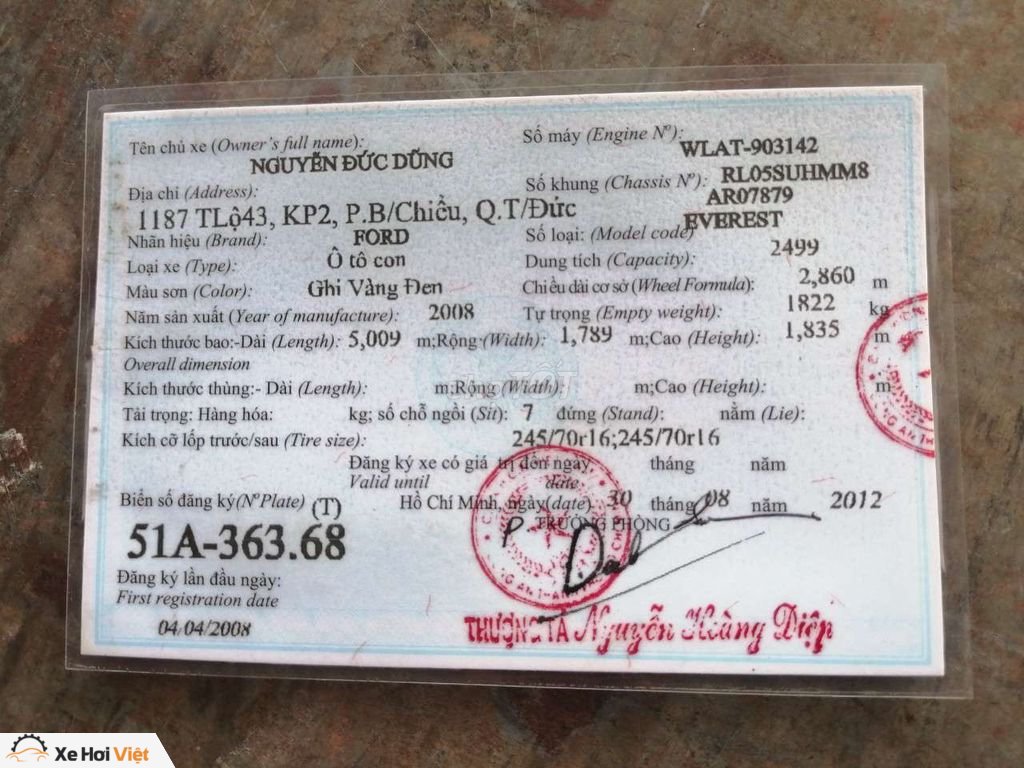 Tên chủ xe (Owner's full name):
NGUYỄN ĐỨC DŨNG
Địa chỉ (Address):
1187 TLộ43, KP2, P.B/Chiểu, Q.T/Đức
Nhãn hiệu (Brand): FORD
Loại xe (Type): Ô tô con
Màu sơn (Color): Ghi Vàng Đen
Năm sản xuất (Year of manufacture): 2008
Số máy (Engine Nº): WLAT-903142
Số khung (Chassis Nº): RL05SUHMM8
AR07879
Số loại: (Model code) EVEREST
Dung tích (Capacity): 2499
Chiều dài cơ sở (Wheel Formula): 2,860 m
Tự trọng (Empty weight): 1822 kg
Kích thước bao:-Dài (Length): 5,009 m;Rộng (Width): 1,789 m;Cao (Height): 1,835 m
Overall dimension
Kích thước thùng:- Dài (Length): m;Rộng (Width): m;Cao (Height): m
Tải trọng: Hàng hóa: kg; số chỗ ngồi (Sit): 7 đứng (Stand): nằm (Lie):
Kích cỡ lốp trước/sau (Tire size): 245/70r16;245/70r16
Đăng ký xe có giá trị đến ngày tháng năm
Valid until date
Biển số đăng ký(NºPlate) (T)
51A-363.68
Hồ Chí Minh, ngày(date) 30 tháng 08 năm 2012
P TRƯỞNG PHÒNG
Đăng ký lần đầu ngày:
First registration date
04/04/2008
THƯỢNG TÁ Nguyễn Hoàng Diệp
Xe Hơi Việt